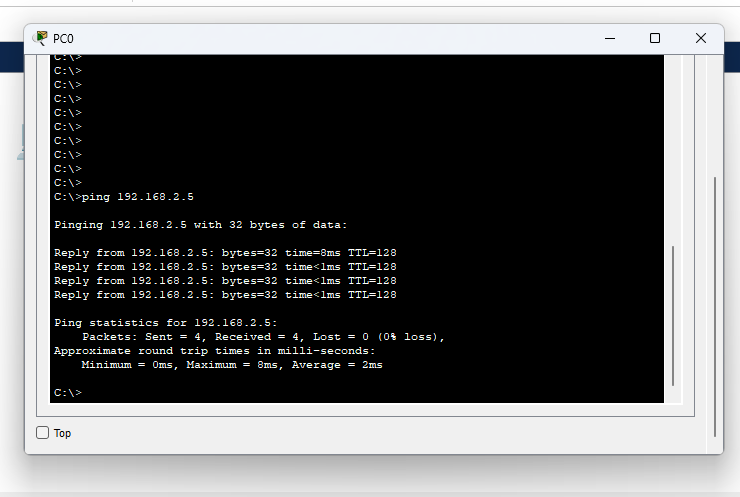 PC0
C:\>
C:\>
C:\>
C:\>
C:\>
C:\>
C:\>
C:\>
C:\>
C:\>
C:\>ping 192.168.2.5
Pinging 192.168.2.5 with 32 bytes of data:
Reply from 192.168.2.5: bytes=32 time=8ms TTL=128
Reply from 192.168.2.5: bytes=32 time<1ms TTL=128
Reply from 192.168.2.5: bytes=32 time<1ms TTL=128
Reply from 192.168.2.5: bytes=32 time<1ms TTL=128
Ping statistics for 192.168.2.5:
Packets: Sent = 4, Received = 4, Lost = 0 (0% loss),
Approximate round trip times in milli-seconds:
Minimum = 0ms, Maximum = 8ms, Average = 2ms
C:\>
Top